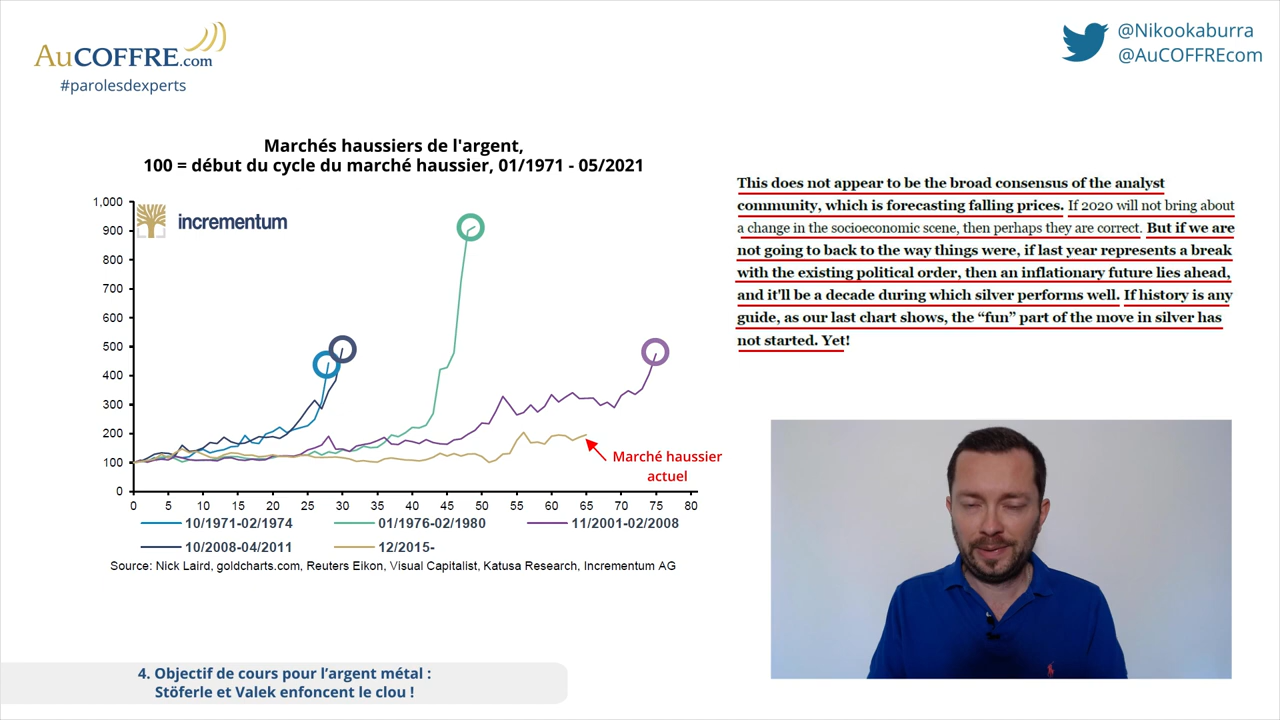 AuCOFFRE.com
#parolesdexperts
@Nikookaburra
@AuCOFFREcom
Marchés haussiers de l'argent,
100 = début du cycle du marché haussier, 01/1971 - 05/2021
incrementum
1,000
900
800
700
600
500
400
300
200
100
0
0 5 10 15 20 25 30 35 40 45 50 55 60 65 70 75 80
Marché haussier
actuel
10/1971-02/1974 01/1976-02/1980 11/2001-02/2008
10/2008-04/2011 12/2015-
Source: Nick Laird, goldcharts.com, Reuters Eikon, Visual Capitalist, Katusa Research, Incrementum AG
This does not appear to be the broad consensus of the analyst
community, which is forecasting falling prices. If 2020 will not bring about
a change in the socioeconomic scene, then perhaps they are correct. But if we are
not going to back to the way things were, if last year represents a break
with the existing political order, then an inflationary future lies ahead,
and it'll be a decade during which silver performs well. If history is any
guide, as our last chart shows, the “fun” part of the move in silver has
not started. Yet!
4. Objectif de cours pour l’argent métal :
Stöferle et Valek enfoncent le clou !